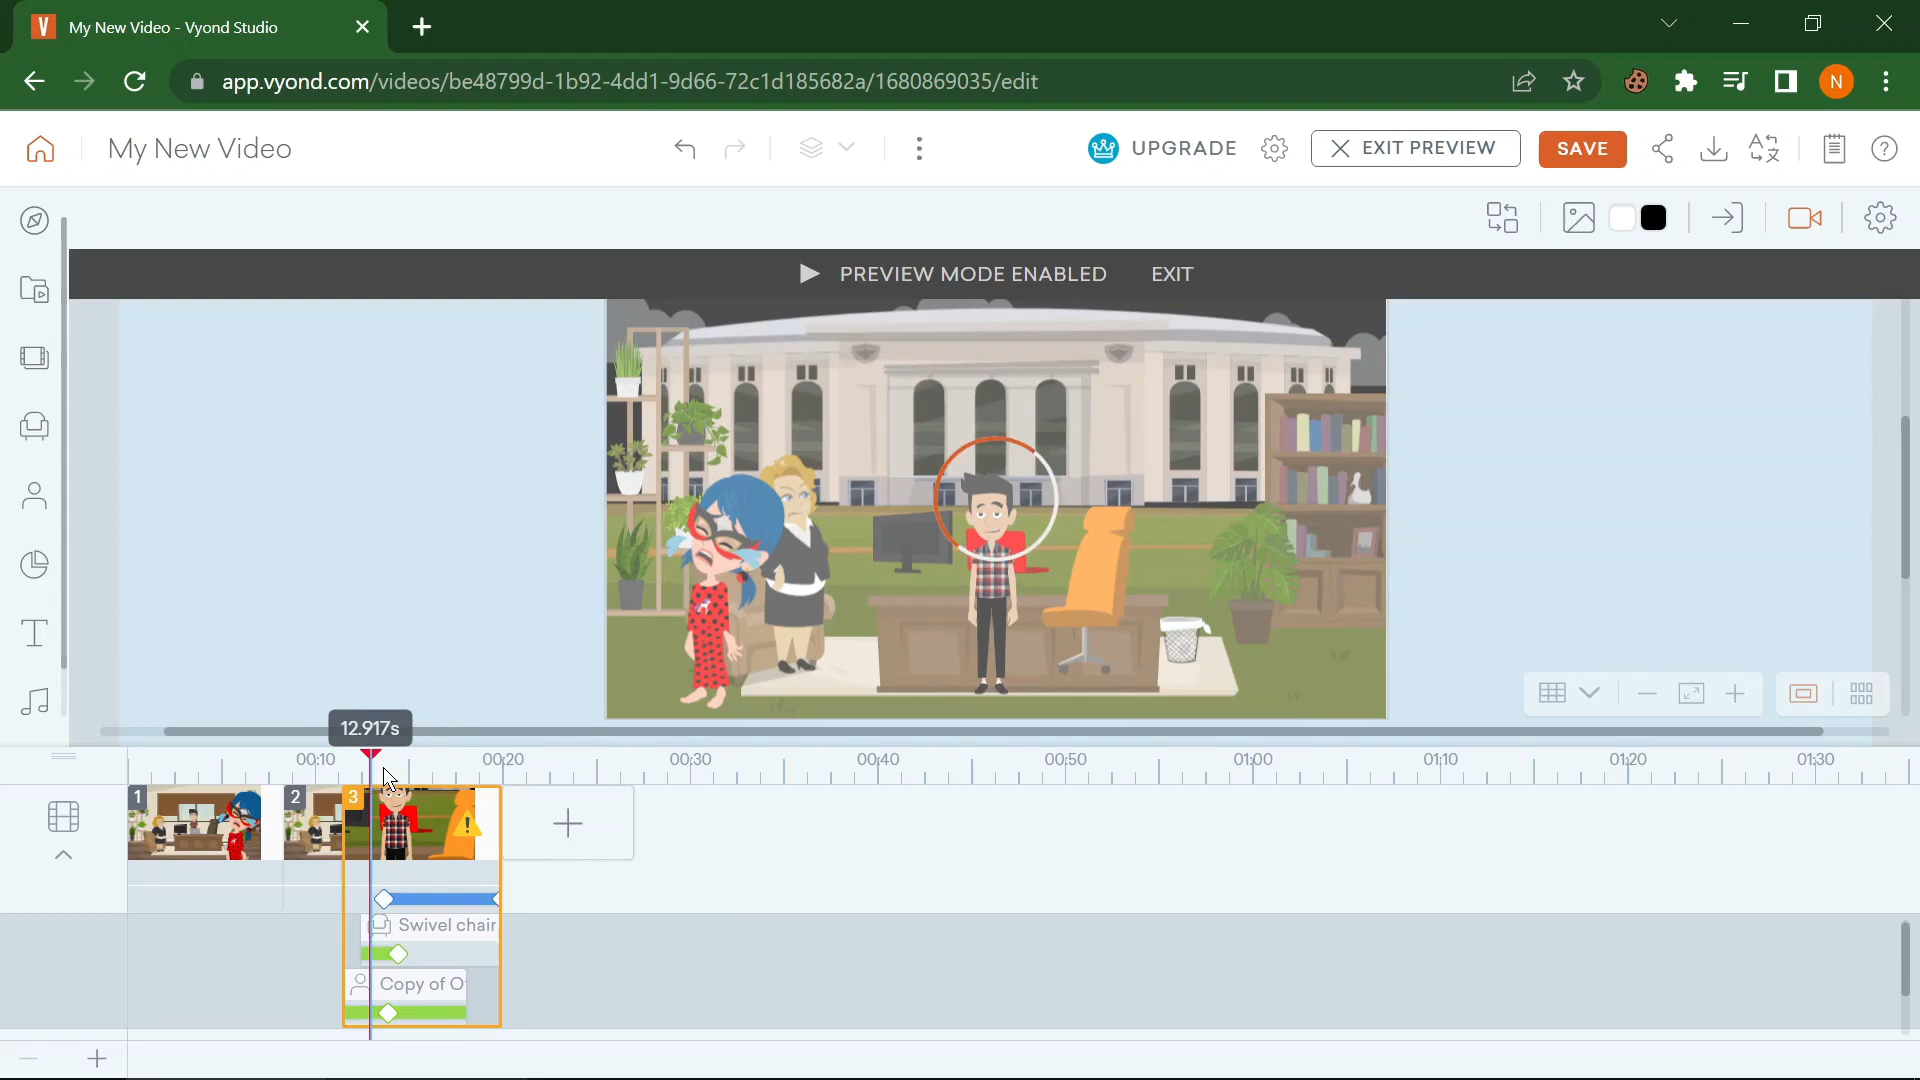 My New Video - Vyond Studio
app.vyond.com/videos/be48799d-1b92-4dd1-9d66-72c1d185682a/1680869035/edit
N
My New Video
UPGRADE
EXIT PREVIEW
SAVE
PREVIEW MODE ENABLED EXIT
12.917s
00:10 00:20 00:30 00:40 00:50 01:00 01:10 01:20 01:30
1 2 3
Swivel chair
Copy of O